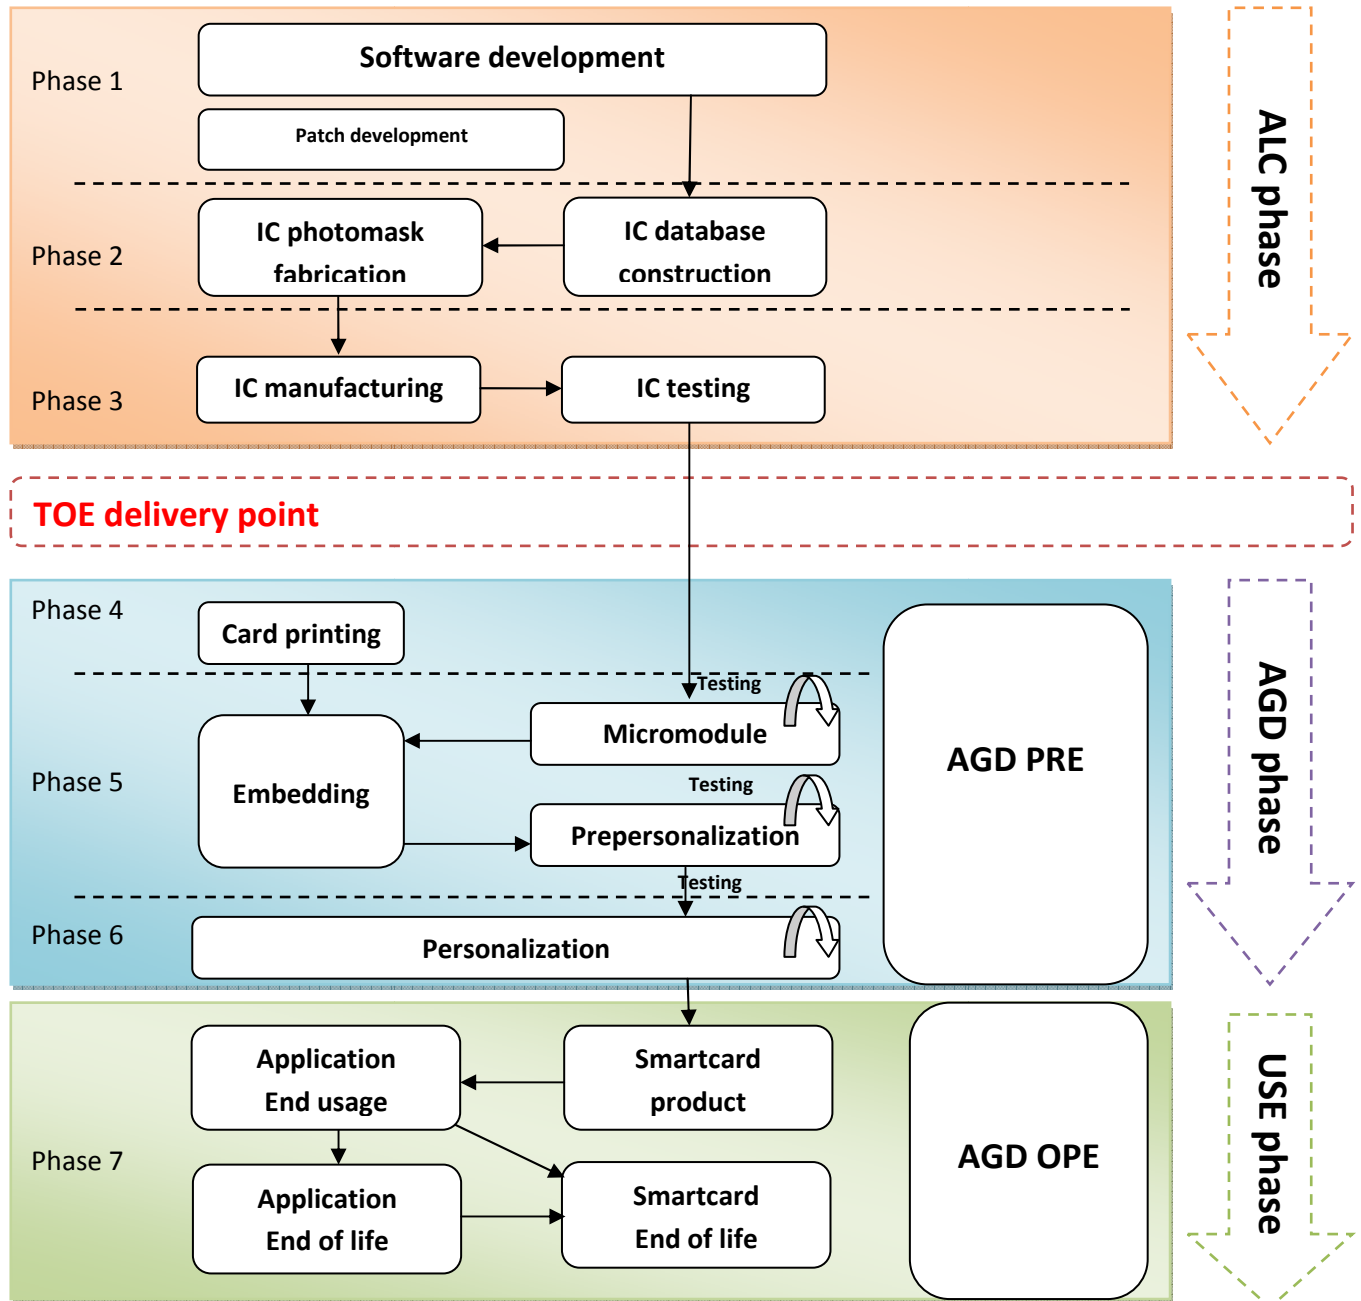 Software development
Phase 1
Patch development
IC photomask
fabrication
IC database
construction
Phase 2
IC manufacturing
IC testing
Phase 3
ALC phase
TOE delivery point
Phase 4
Card printing
Testing
Micromodule
Embedding
Phase 5
Testing
Prepersonalization
Testing
Phase 6
Personalization
AGD PRE
AGD phase
Application
End usage
Smartcard
product
Phase 7
Application
End of life
Smartcard
End of life
AGD OPE
USE phase